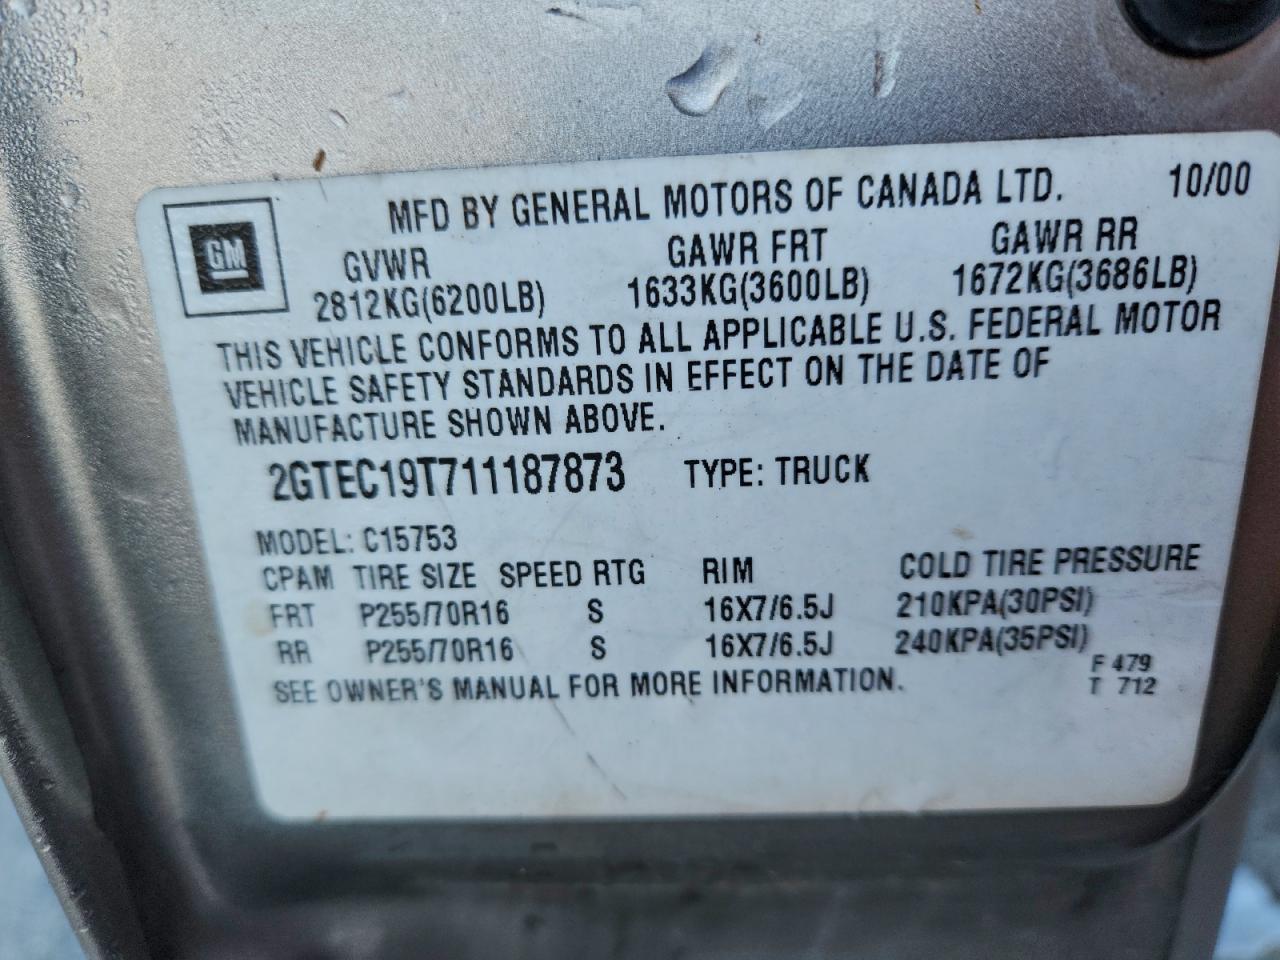 MFD BY GENERAL MOTORS OF CANADA LTD. 10/00
GM
GVWR GAWR FRT GAWR RR
2812KG(6200LB) 1633KG(3600LB) 1672KG(3686LB)
THIS VEHICLE CONFORMS TO ALL APPLICABLE U.S. FEDERAL MOTOR
VEHICLE SAFETY STANDARDS IN EFFECT ON THE DATE OF
MANUFACTURE SHOWN ABOVE.
2GTEC19T711187873 TYPE: TRUCK
MODEL: C15753
CPAM TIRE SIZE SPEED RTG RIM COLD TIRE PRESSURE
FRT P255/70R16 S 16X7/6.5J 210KPA(30PSI)
RR P255/70R16 S 16X7/6.5J 240KPA(35PSI)
SEE OWNER'S MANUAL FOR MORE INFORMATION. F 479
T 712